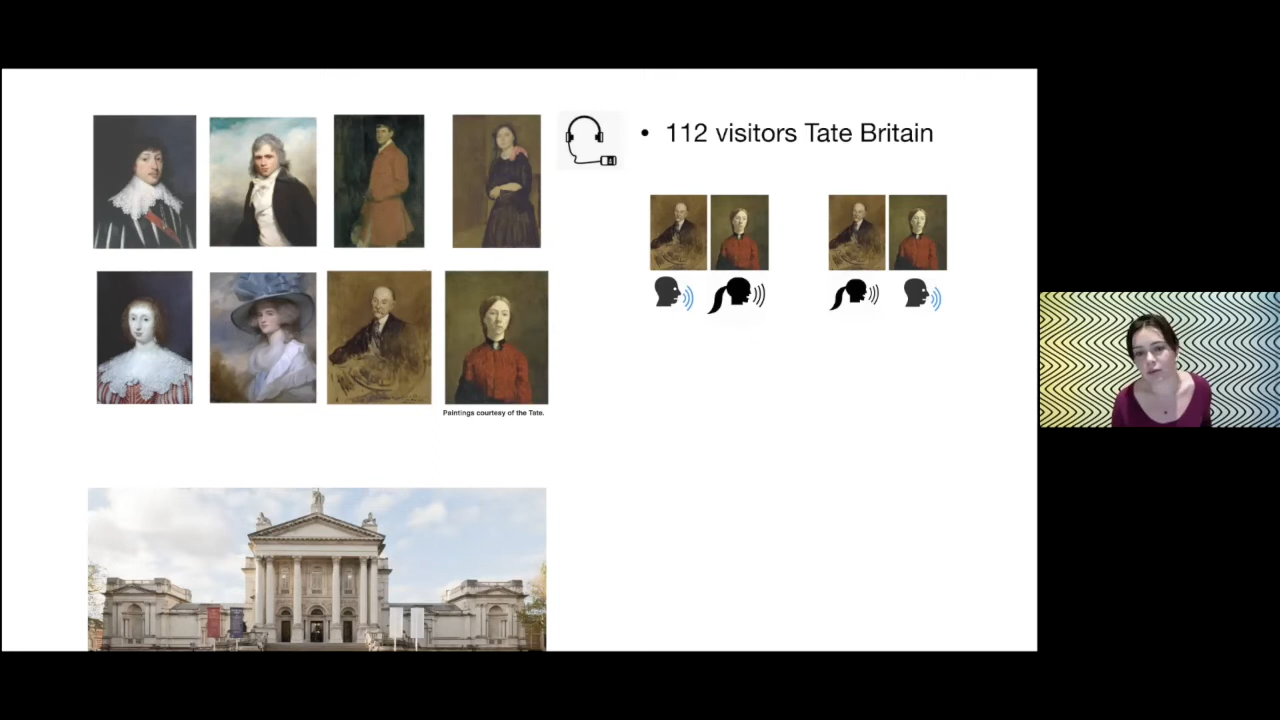 • 112 visitors Tate Britain
Paintings courtesy of the Tate.